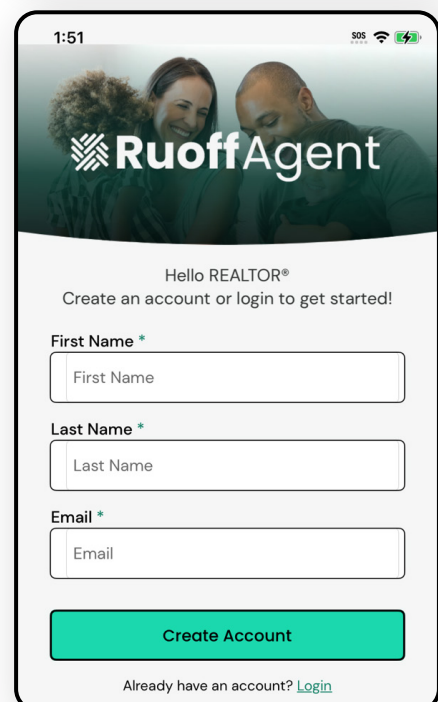 1:51
SOS
RuoffAgent
Hello REALTOR®
Create an account or login to get started!
First Name *
First Name
Last Name *
Last Name
Email *
Email
Create Account
Already have an account? Login